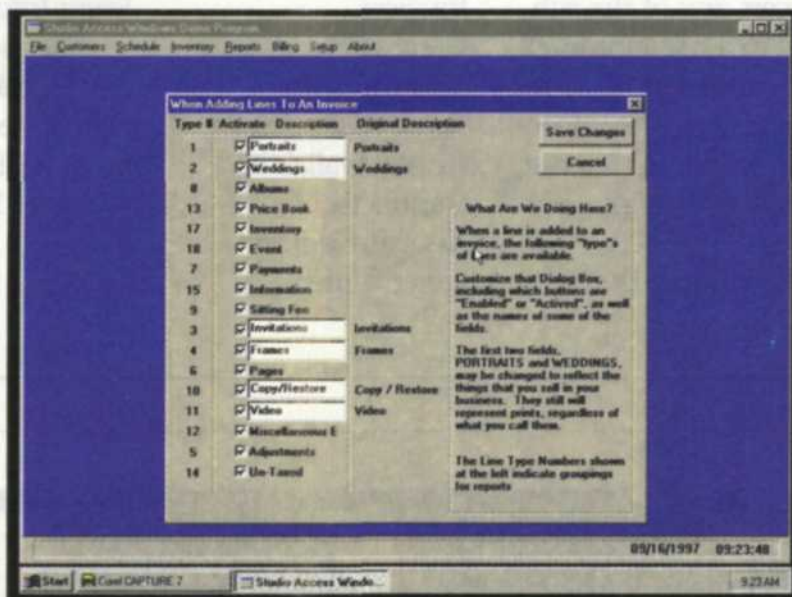 Studio Access Windows Demo Program
File Customers Schedule Inventory Reports Billing Setup About
When Adding Lines To An Invoice
Type # Activate Description Original Description
Save Changes
Cancel
1 Portraits Portraits
2 Weddings Weddings
8 Albums
13 Price Book
17 Inventory
18 Event
7 Payments
15 Information
9 Sitting Fee
3 Invitations Invitations
4 Frames Frames
6 Pages
10 Copy/Restore Copy / Restore
11 Video Video
12 Miscellaneous E
5 Adjustments
14 Un-Taxed
What Are We Doing Here?
When a line is added to an
invoice, the following "type"s
of lines are available.
Customize that Dialog Box,
including which buttons are
"Enabled" or "Actived", as well
as the names of some of the
fields.
The first two fields,
PORTRAITS and WEDDINGS,
may be changed to reflect the
things that you sell in your
business. They still will
represent prints, regardless of
what you call them.
The Line Type Numbers shown
at the left indicate groupings
for reports
09/16/1997 09:23:48
Start Corel CAPTURE 7 Studio Access Windo... 9:23 AM